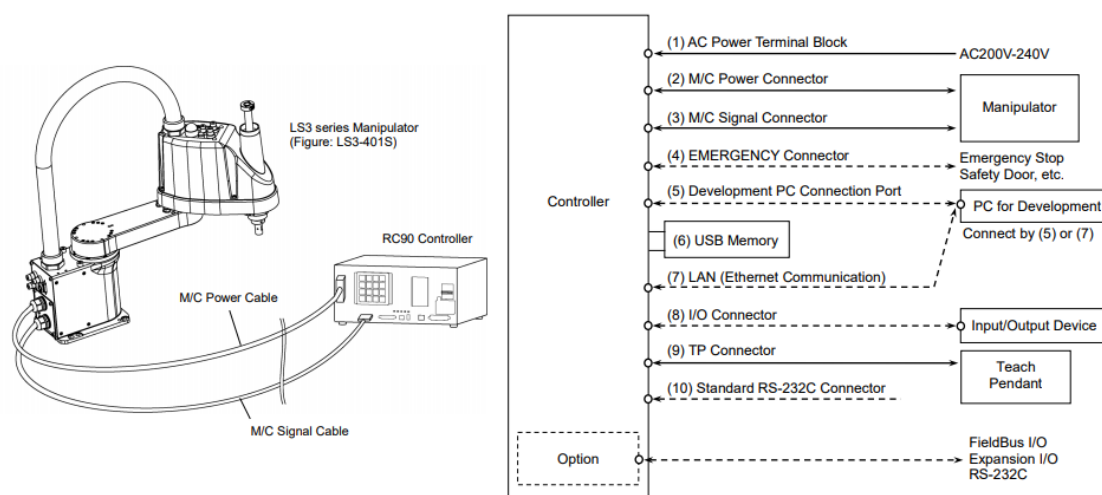 LS3 series Manipulator
(Figure: LS3-401S)
RC90 Controller
M/C Power Cable
M/C Signal Cable
Controller
(1) AC Power Terminal Block
AC200V-240V
(2) M/C Power Connector
Manipulator
(3) M/C Signal Connector
(4) EMERGENCY Connector
Emergency Stop
Safety Door, etc.
(5) Development PC Connection Port
PC for Development
Connect by (5) or (7)
(6) USB Memory
(7) LAN (Ethernet Communication)
(8) I/O Connector
Input/Output Device
(9) TP Connector
Teach
Pendant
(10) Standard RS-232C Connector
Option
FieldBus I/O
Expansion I/O
RS-232C